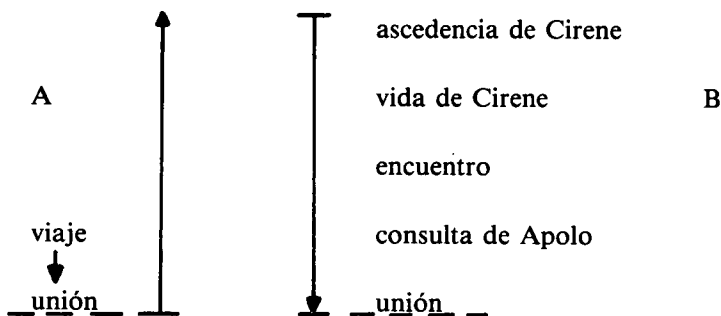 ascedencia de Cirene
A vida de Cirene B
encuentro
viaje consulta de Apolo
unión unión